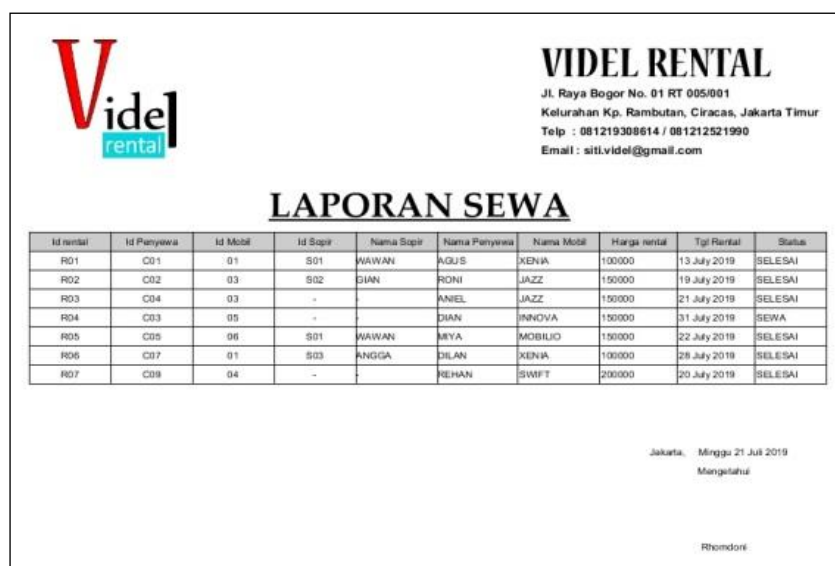 Videl
rental
VIDEL RENTAL
Jl. Raya Bogor No. 01 RT 005/001
Kelurahan Kp. Rambutan, Ciracas, Jakarta Timur
Telp : 081219308614 / 081212521990
Email : siti.videl@gmail.com
LAPORAN SEWA
Id rental Id Penyewa Id Mobil Id Sopir Nama Sopir Nama Penyewa Nama Mobil Harga rental Tgl Rental Status
R01 C01 01 S01 WAWAN AGUS XENIA 100000 13 July 2019 SELESAI
R02 C02 03 S02 GIAN RONI JAZZ 150000 19 July 2019 SELESAI
R03 C04 03 - - ANIEL JAZZ 150000 21 July 2019 SELESAI
R04 C03 05 - - DIAN INNOVA 150000 31 July 2019 SEWA
R05 C05 06 S01 WAWAN MIYA MOBILIO 150000 22 July 2019 SELESAI
R06 C07 01 S03 ANGGA DILAN XENIA 100000 28 July 2019 SELESAI
R07 C09 04 - - REHAN SWIFT 200000 20 July 2019 SELESAI
Jakarta, Minggu 21 Juli 2019
Mengetahui
Rhomdoni